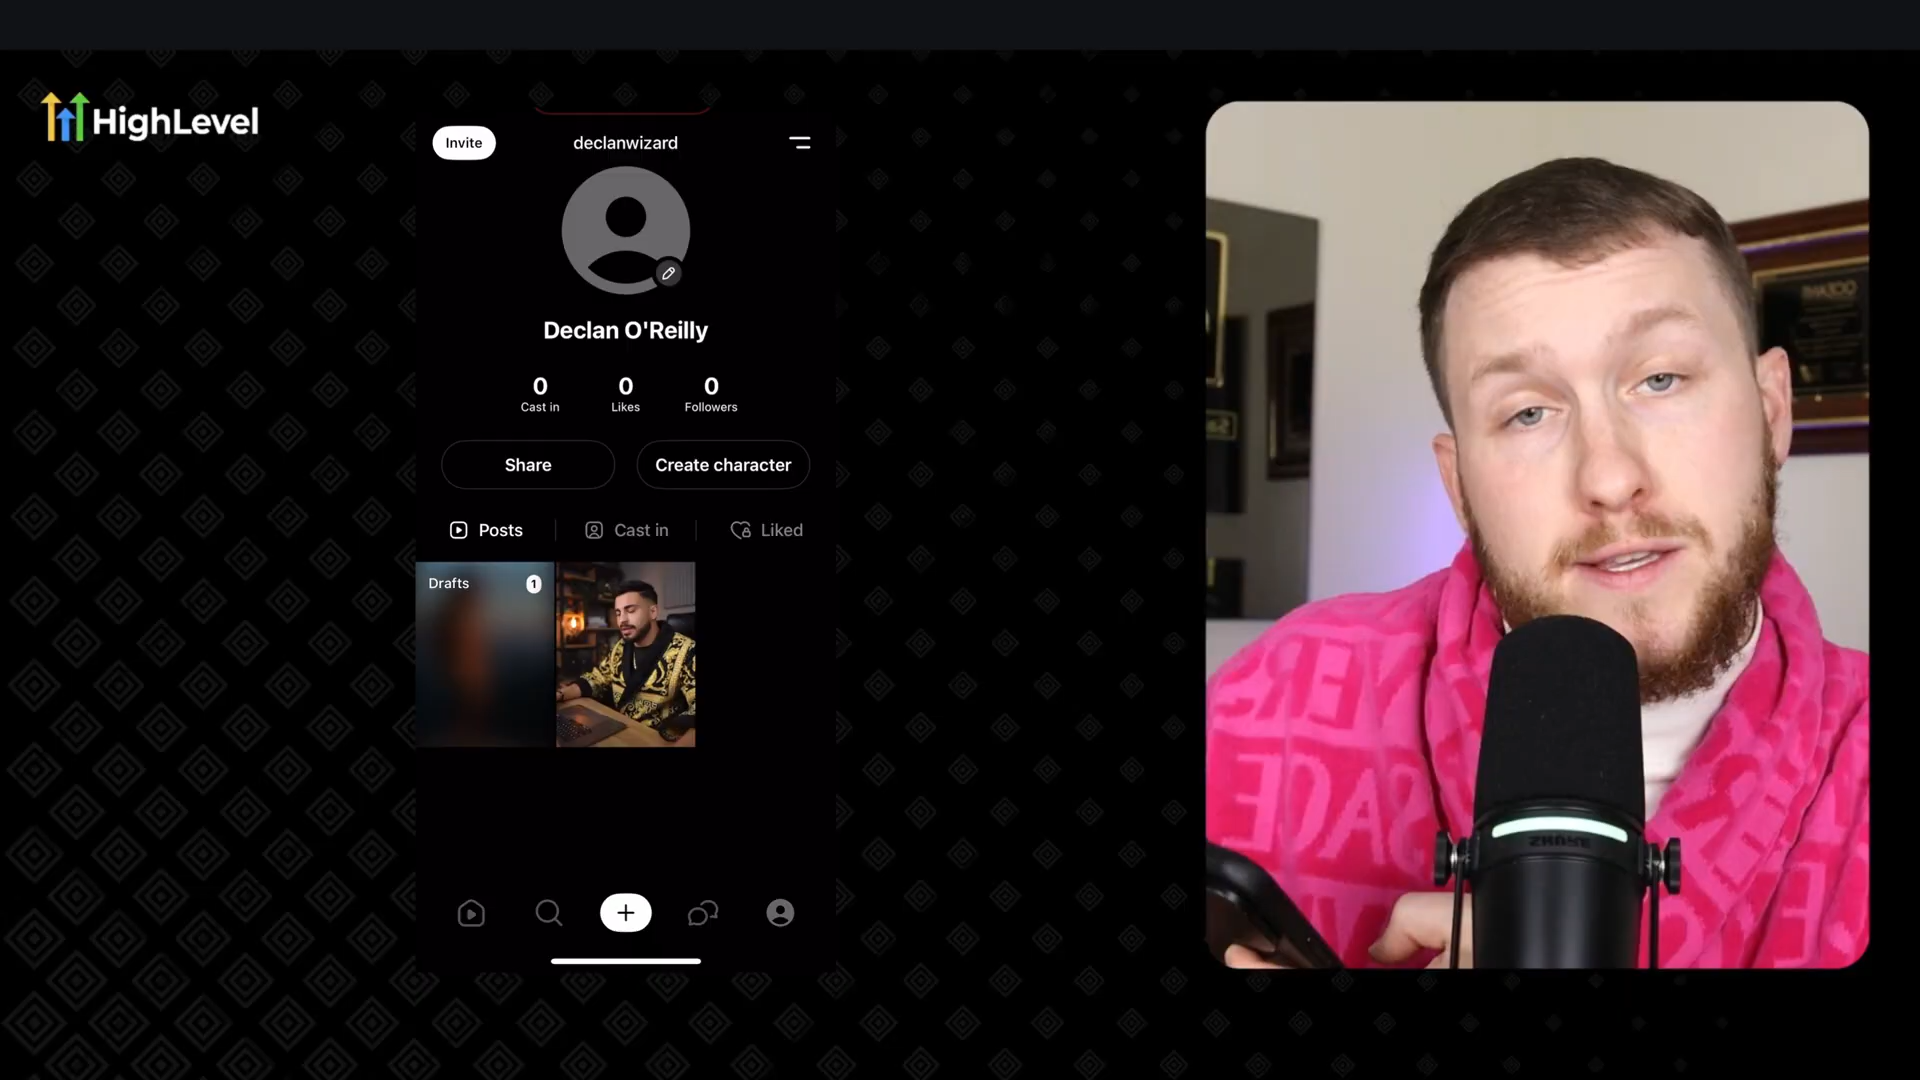 HighLevel
Invite
declanwizard
Declan O'Reilly
0 0 0
Cast in Likes Followers
Share Create character
Posts Cast in Liked
Drafts 1